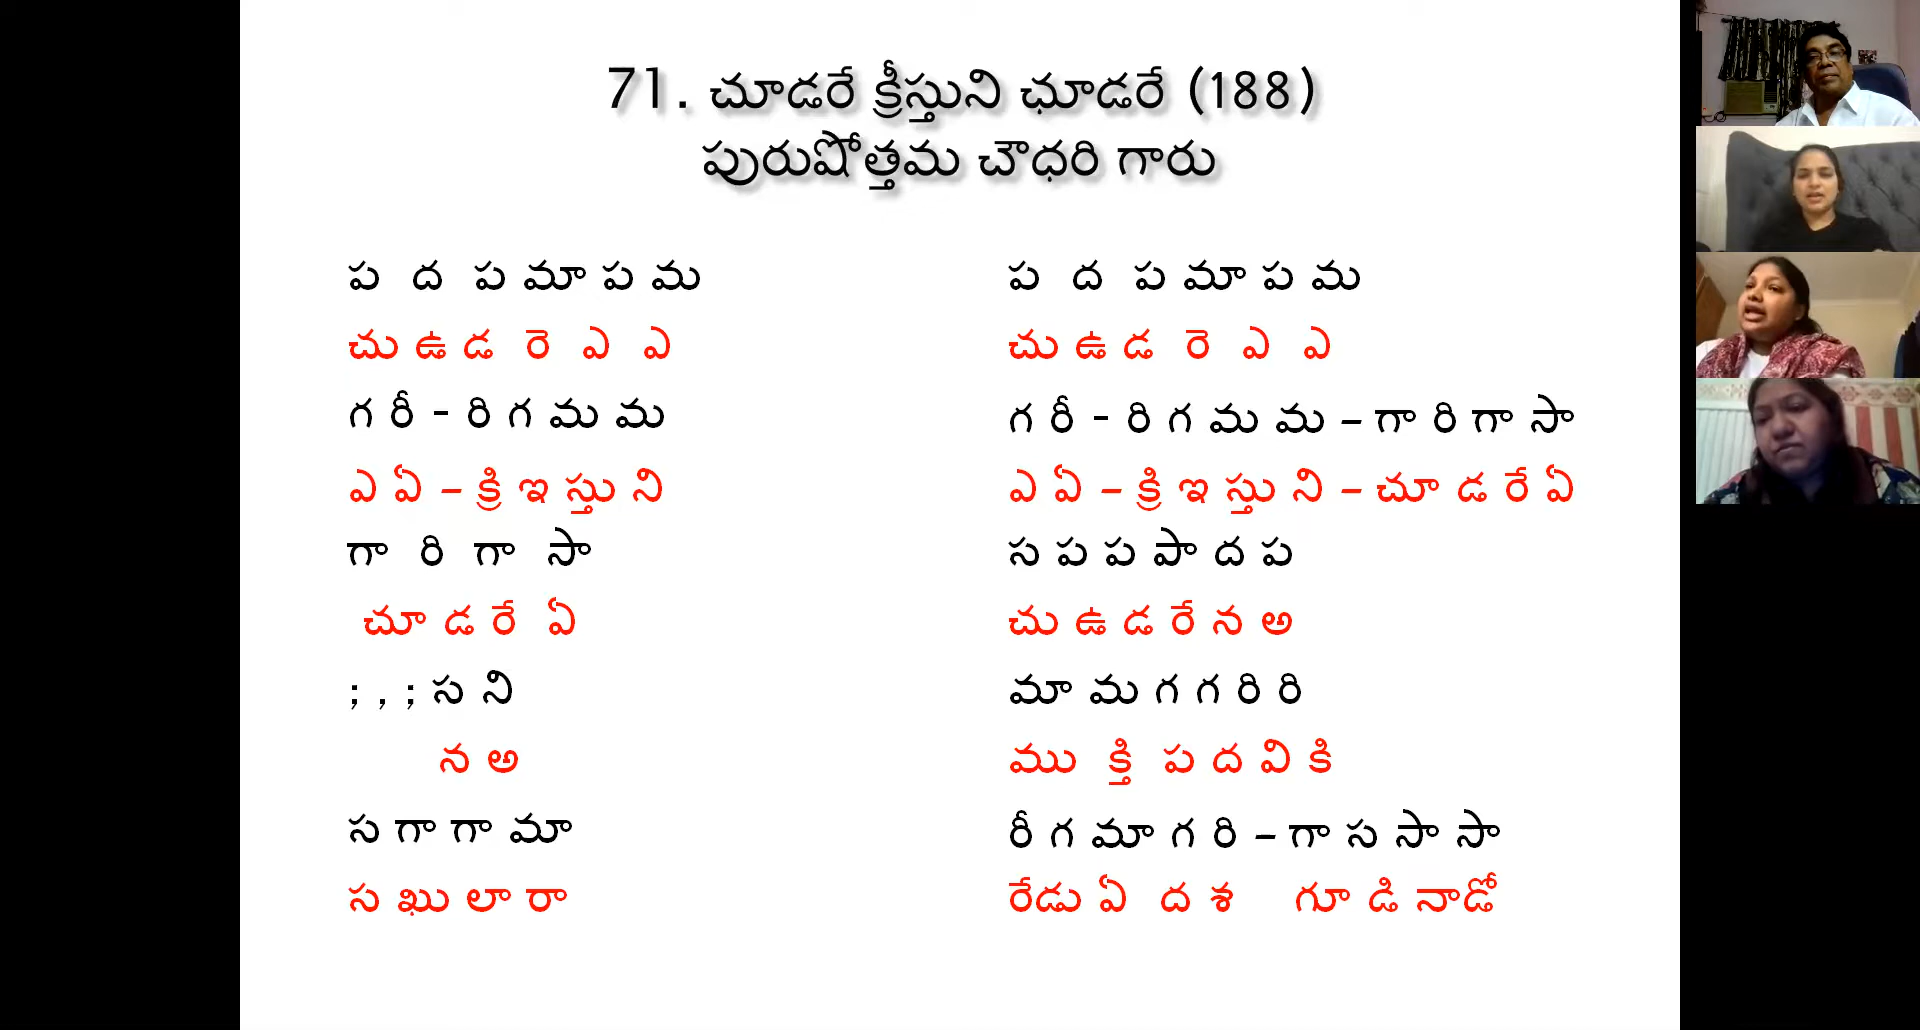 71. చూడరే క్రీస్తుని ఛూడరే (188)
పురుషోత్తమ చౌధరి గారు
ప ద ప మా ప మ
చు ఉ డ రె ఎ ఎ
గ రీ - రి గ మ మ
ఎ ఏ – క్రి ఇ స్తు ని
గా రి గా సా
చూ డ రే ఏ
; , ; స ని
న అ
స గా గా మా
స ఖు లా రా
ప ద ప మా ప మ
చు ఉ డ రె ఎ ఎ
గ రీ - రి గ మ మ – గా రి గా సా
ఎ ఏ – క్రి ఇ స్తు ని – చూ డ రే ఏ
స ప ప పా ద ప
చు ఉ డ రే న అ
మా మ గ గ రి రి
ము క్తి ప ద వి కి
రీ గ మా గ రి – గా స సా సా
రేడు ఏ ద శ గూ డి నాడో